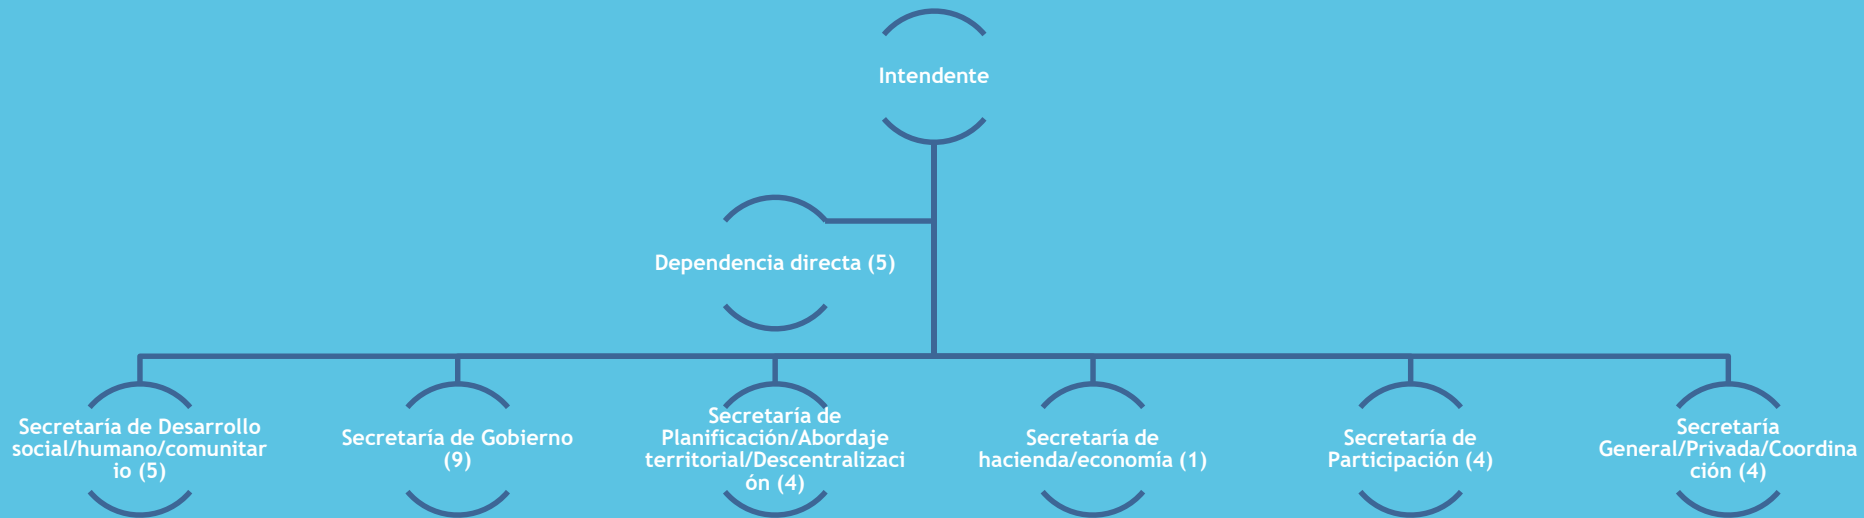 Intendente
Dependencia directa (5)
Secretaría de Desarrollo
social/humano/comunitar
io (5)
Secretaría de Gobierno
(9)
Secretaría de
Planificación/Abordaje
territorial/Descentralizaci
ón (4)
Secretaría de
hacienda/economía (1)
Secretaría de
Participación (4)
Secretaría
General/Privada/Coordina
ción (4)